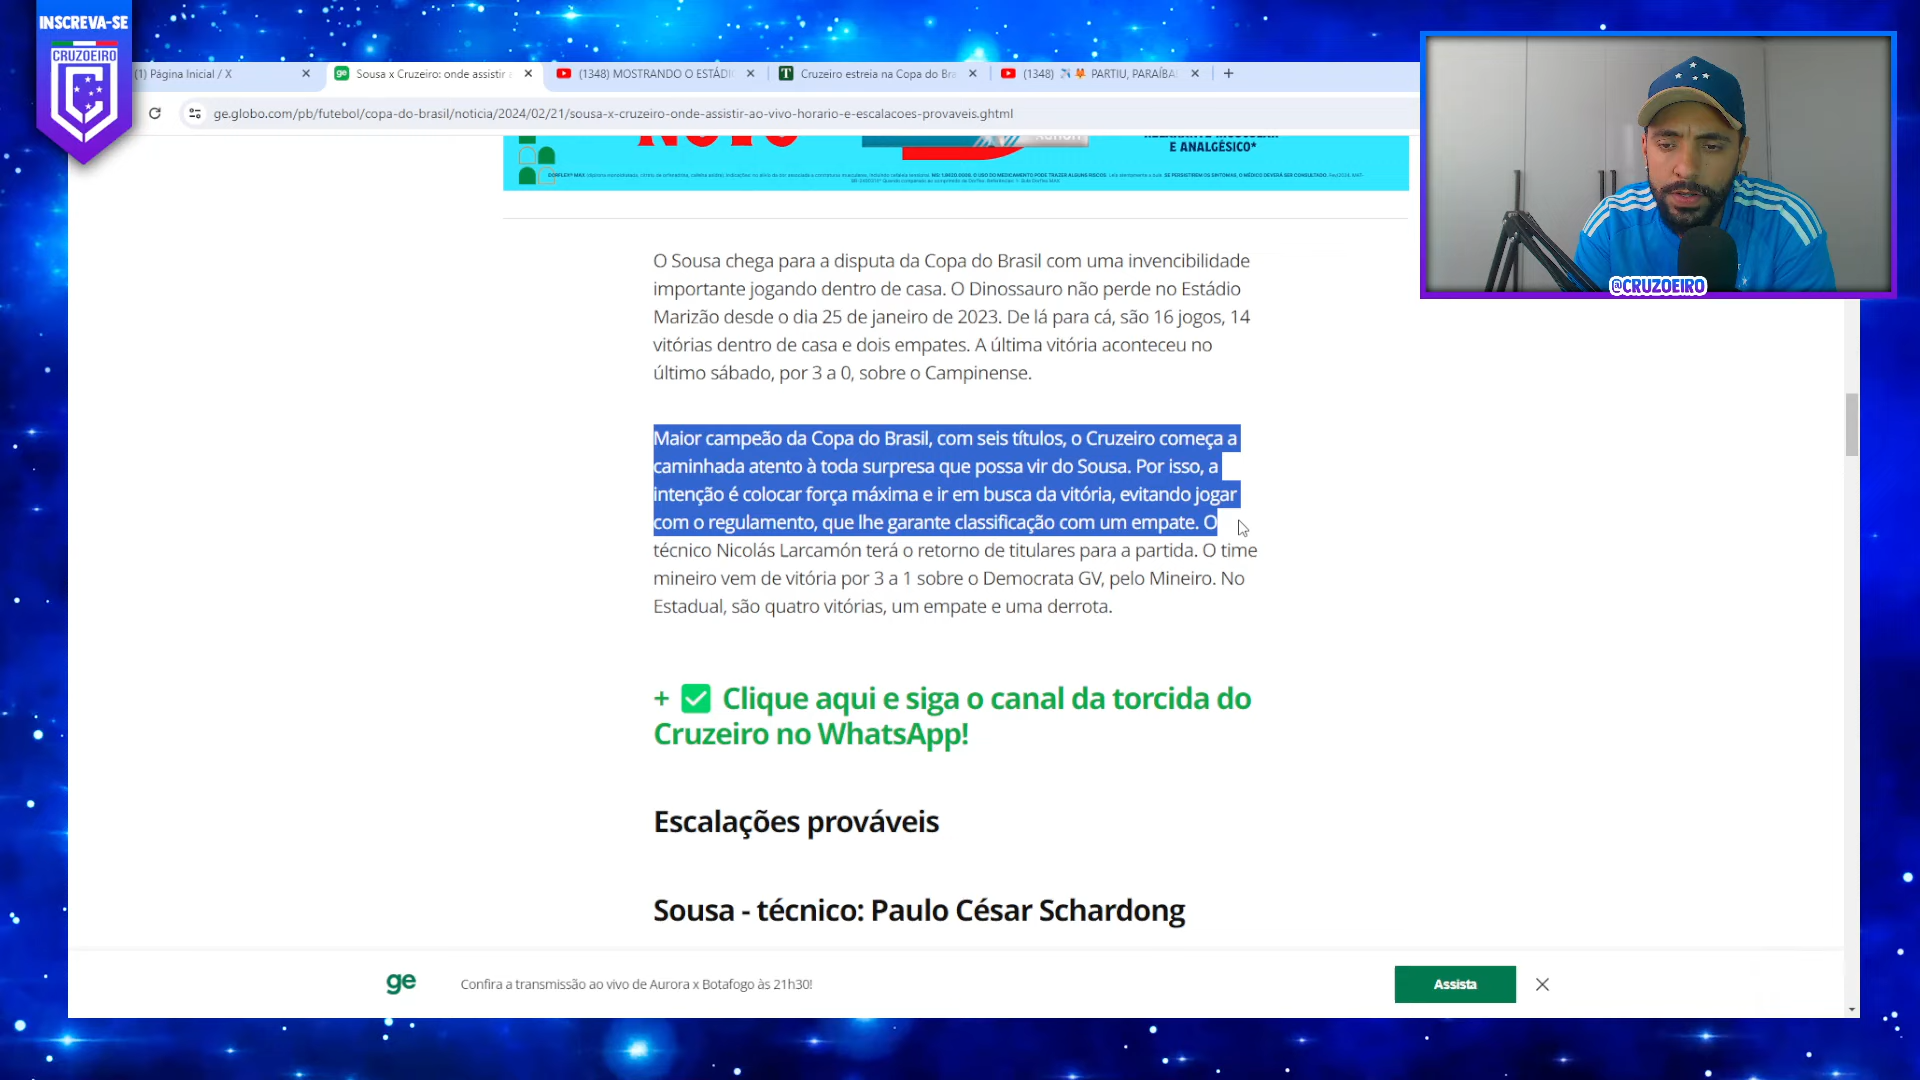 INSCREVA-SE
CRUZOEIRO
(1) Página Inicial / X
Sousa x Cruzeiro: onde assistir a
(1348) MOSTRANDO O ESTÁDI
Cruzeiro estreia na Copa do Bra
(1348) ✈️ 🦊 PARTIU, PARAÍBA
ge.globo.com/pb/futebol/copa-do-brasil/noticia/2024/02/21/sousa-x-cruzeiro-onde-assistir-ao-vivo-horario-e-escalacoes-provaveis.ghtml
E ANALGÉSICO*
@CRUZOEIRO
O Sousa chega para a disputa da Copa do Brasil com uma invencibilidade
importante jogando dentro de casa. O Dinossauro não perde no Estádio
Marizão desde o dia 25 de janeiro de 2023. De lá para cá, são 16 jogos, 14
vitórias dentro de casa e dois empates. A última vitória aconteceu no
último sábado, por 3 a 0, sobre o Campinense.
Maior campeão da Copa do Brasil, com seis títulos, o Cruzeiro começa a
caminhada atento à toda surpresa que possa vir do Sousa. Por isso, a
intenção é colocar força máxima e ir em busca da vitória, evitando jogar
com o regulamento, que lhe garante classificação com um empate. O
técnico Nicolás Larcamón terá o retorno de titulares para a partida. O time
mineiro vem de vitória por 3 a 1 sobre o Democrata GV, pelo Mineiro. No
Estadual, são quatro vitórias, um empate e uma derrota.
+ ✅ Clique aqui e siga o canal da torcida do
Cruzeiro no WhatsApp!
Escalações prováveis
Sousa - técnico: Paulo César Schardong
ge
Confira a transmissão ao vivo de Aurora x Botafogo às 21h30!
Assista